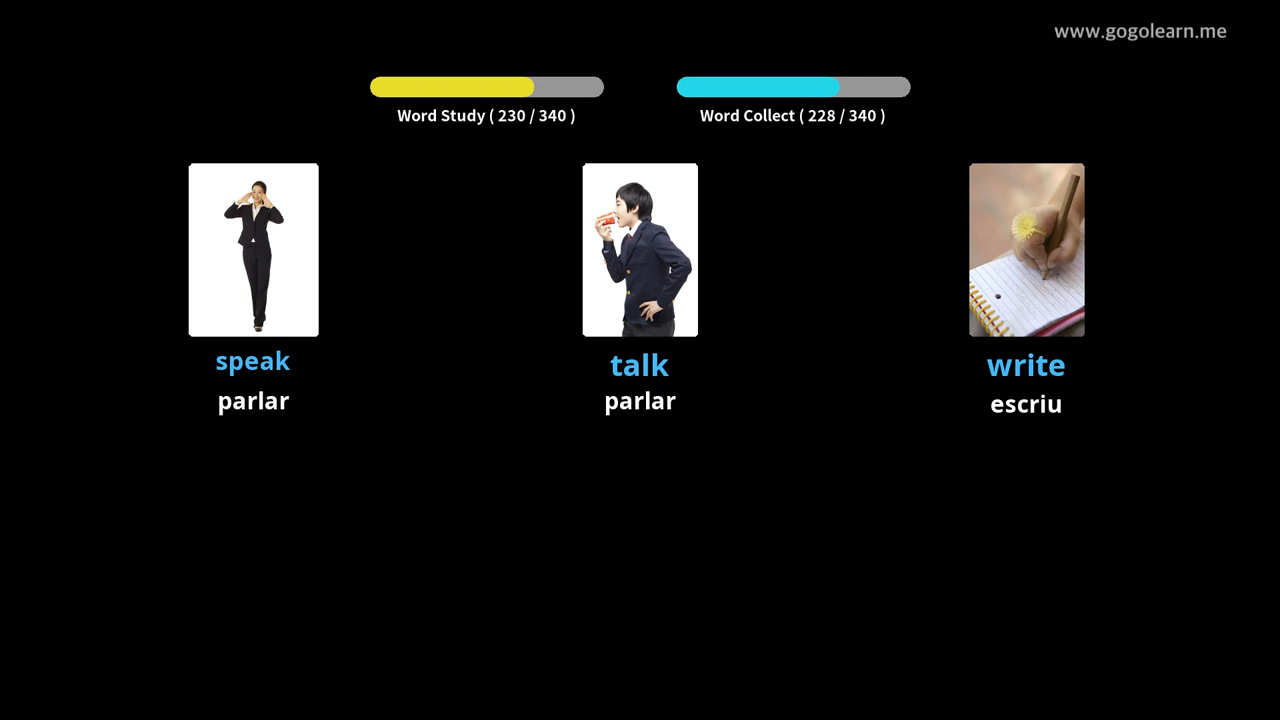 www.gogolearn.me
Word Study ( 230 / 340 )
Word Collect ( 228 / 340 )
speak
talk
write
parlar
parlar
escriu